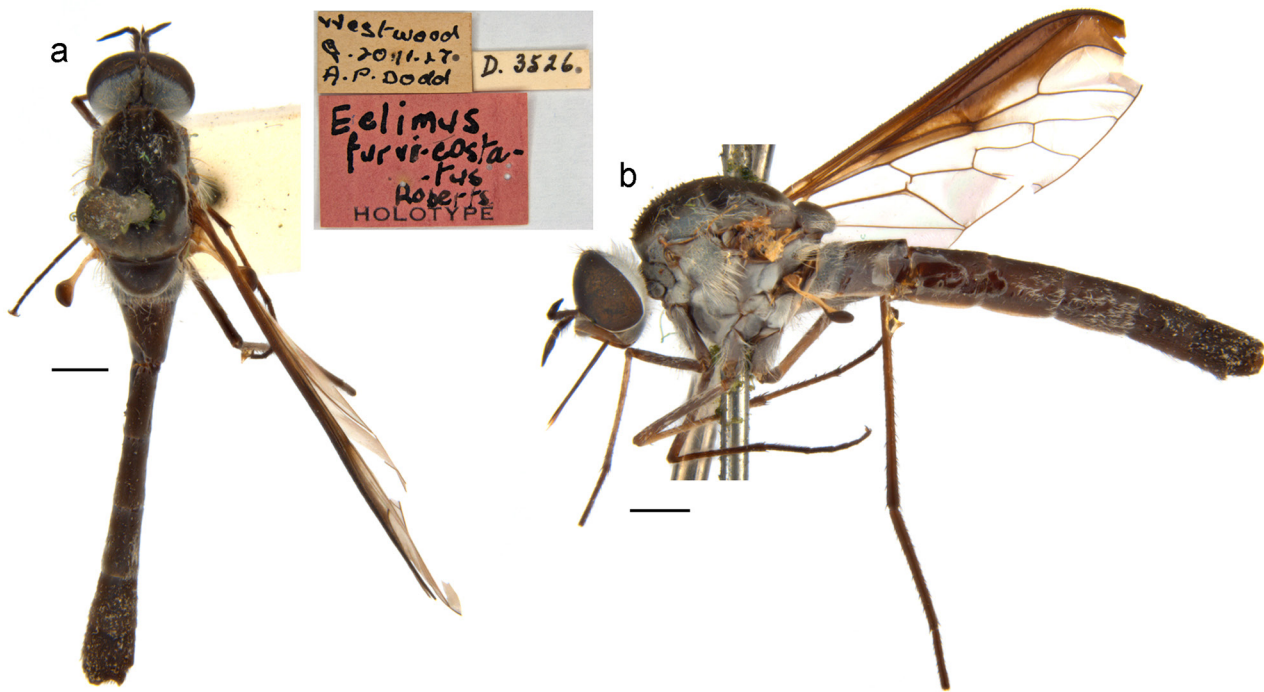 a
Westwood
Q. 20.11.27.
A.P. Dodd
D. 3526.
Eclimus
furvi-costa-
-tus
Roberts
HOLOTYPE
b